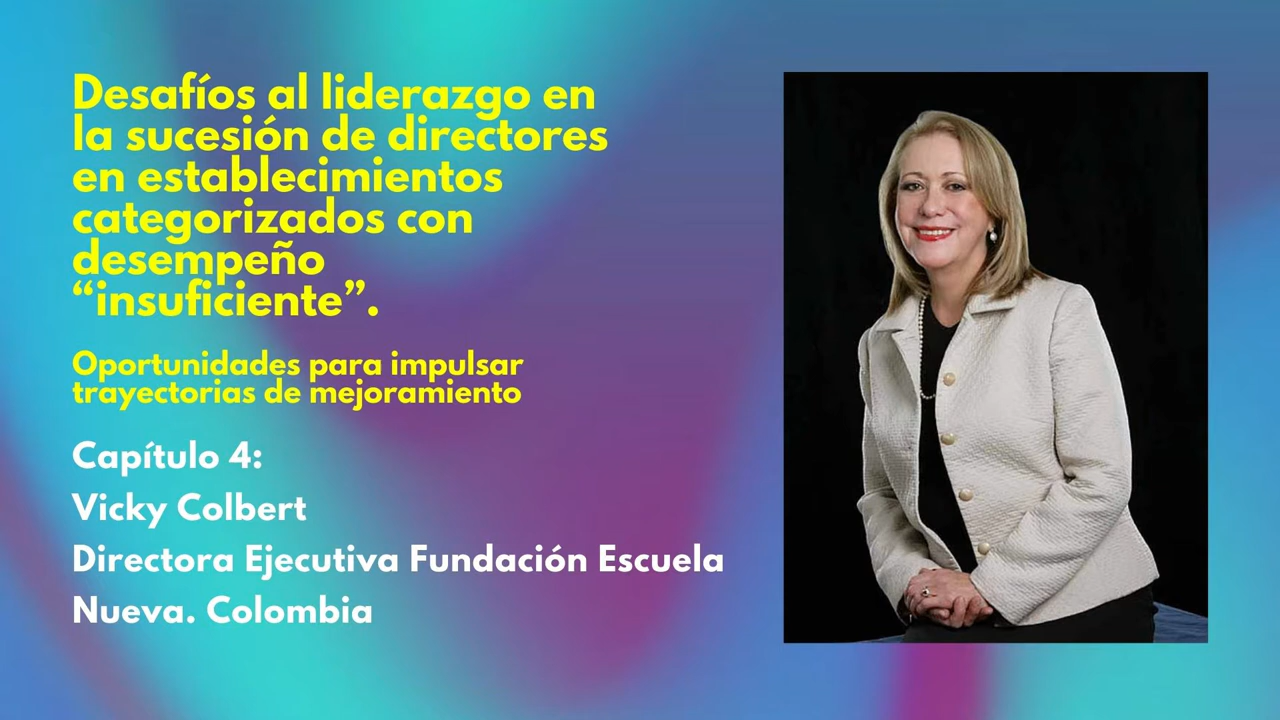 Desafíos al liderazgo en
la sucesión de directores
en establecimientos
categorizados con
desempeño
“insuficiente”.
Oportunidades para impulsar
trayectorias de mejoramiento
Capítulo 4:
Vicky Colbert
Directora Ejecutiva Fundación Escuela
Nueva. Colombia